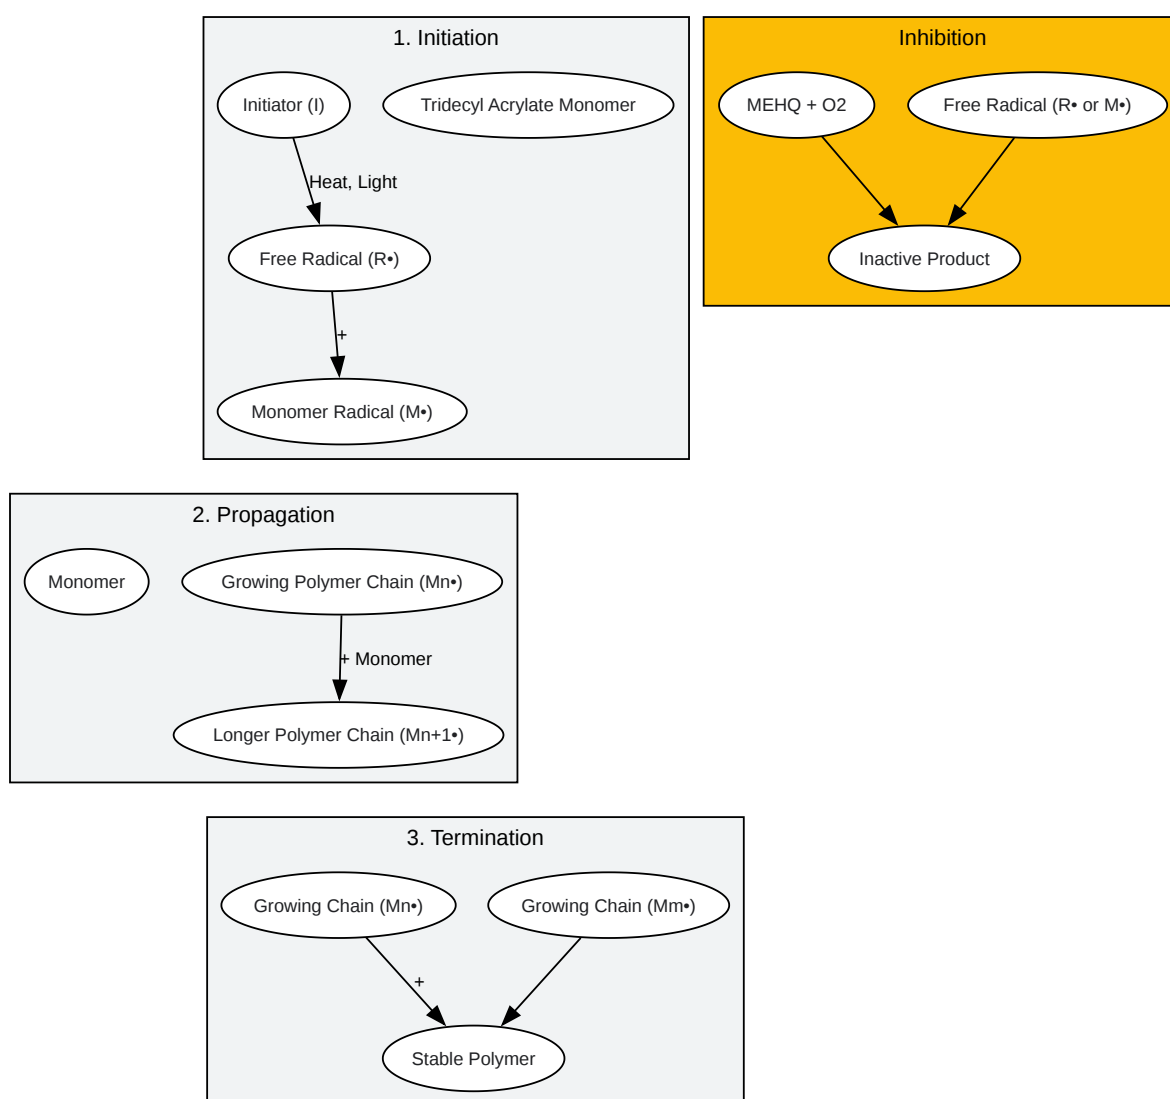 1. Initiation
Initiator (I)
Tridecyl Acrylate Monomer
Heat, Light
Free Radical (R•)
+
Monomer Radical (M•)
Inhibition
MEHQ + O2
Free Radical (R• or M•)
Inactive Product
2. Propagation
Monomer
Growing Polymer Chain (Mn•)
+ Monomer
Longer Polymer Chain (Mn+1•)
3. Termination
Growing Chain (Mn•)
Growing Chain (Mm•)
+
Stable Polymer